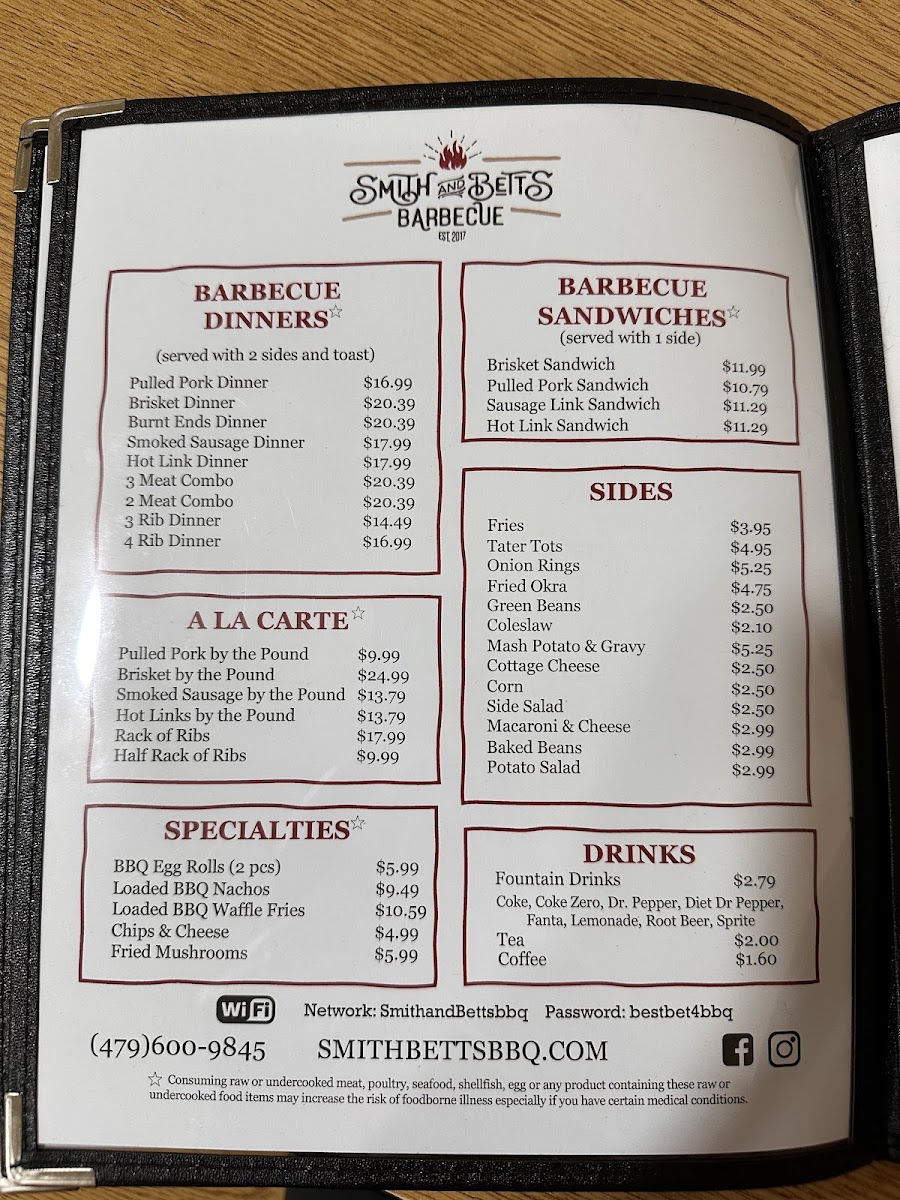 SMITH AND BETTS
BARBECUE
EST. 2017
BARBECUE
DINNERS☆
(served with 2 sides and toast)
Pulled Pork Dinner $16.99
Brisket Dinner $20.39
Burnt Ends Dinner $20.39
Smoked Sausage Dinner $17.99
Hot Link Dinner $17.99
3 Meat Combo $20.39
2 Meat Combo $20.39
3 Rib Dinner $14.49
4 Rib Dinner $16.99
A LA CARTE☆
Pulled Pork by the Pound $9.99
Brisket by the Pound $24.99
Smoked Sausage by the Pound $13.79
Hot Links by the Pound $13.79
Rack of Ribs $17.99
Half Rack of Ribs $9.99
SPECIALTIES☆
BBQ Egg Rolls (2 pcs) $5.99
Loaded BBQ Nachos $9.49
Loaded BBQ Waffle Fries $10.59
Chips & Cheese $4.99
Fried Mushrooms $5.99
BARBECUE
SANDWICHES☆
(served with 1 side)
Brisket Sandwich $11.99
Pulled Pork Sandwich $10.79
Sausage Link Sandwich $11.29
Hot Link Sandwich $11.29
SIDES
Fries $3.95
Tater Tots $4.95
Onion Rings $5.25
Fried Okra $4.75
Green Beans $2.50
Coleslaw $2.10
Mash Potato & Gravy $5.25
Cottage Cheese $2.50
Corn $2.50
Side Salad $2.50
Macaroni & Cheese $2.99
Baked Beans $2.99
Potato Salad $2.99
DRINKS
Fountain Drinks $2.79
Coke, Coke Zero, Dr. Pepper, Diet Dr Pepper,
Fanta, Lemonade, Root Beer, Sprite
Tea $2.00
Coffee $1.60
WiFi Network: SmithandBettsbbq Password: bestbet4bbq
(479)600-9845 SMITHBETTSBBQ.COM
☆ Consuming raw or undercooked meat, poultry, seafood, shellfish, egg or any product containing these raw or
undercooked food items may increase the risk of foodborne illness especially if you have certain medical conditions.